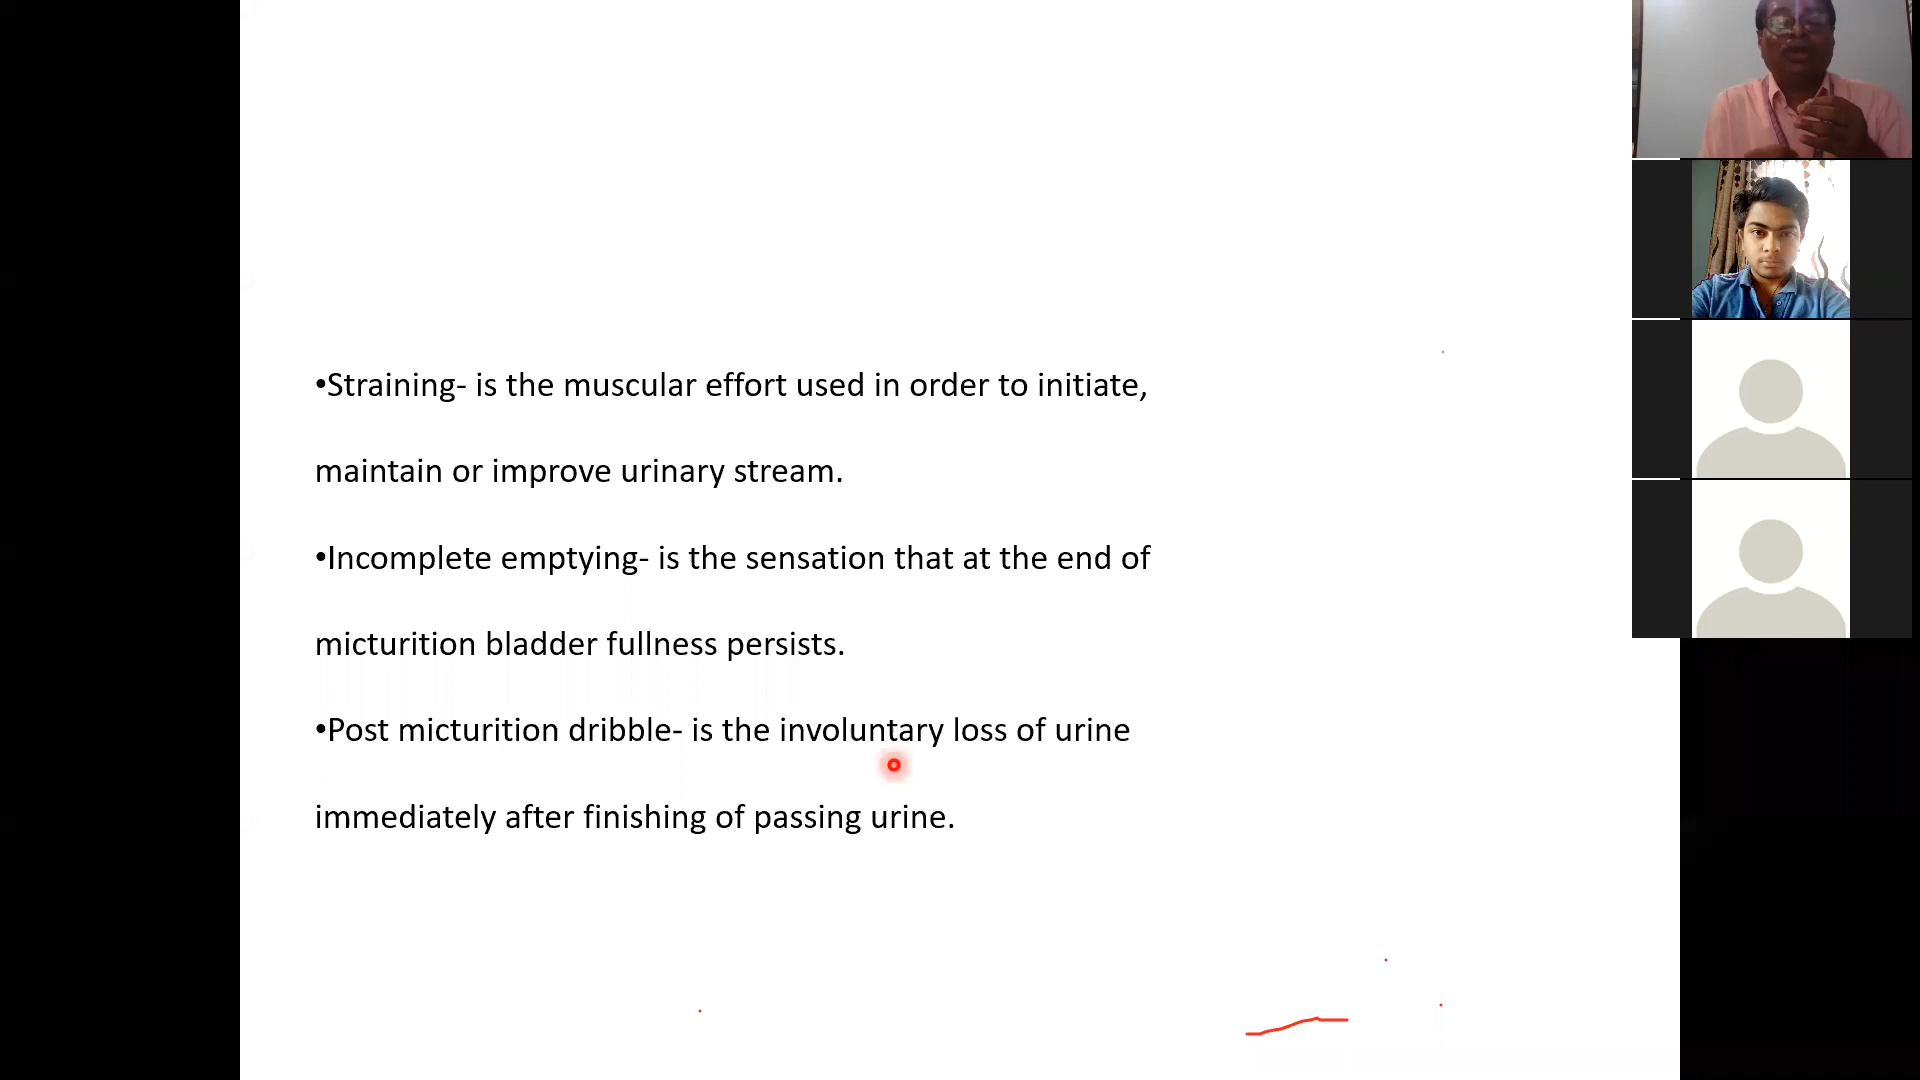 •Straining- is the muscular effort used in order to initiate,
maintain or improve urinary stream.
•Incomplete emptying- is the sensation that at the end of
micturition bladder fullness persists.
•Post micturition dribble- is the involuntary loss of urine
immediately after finishing of passing urine.